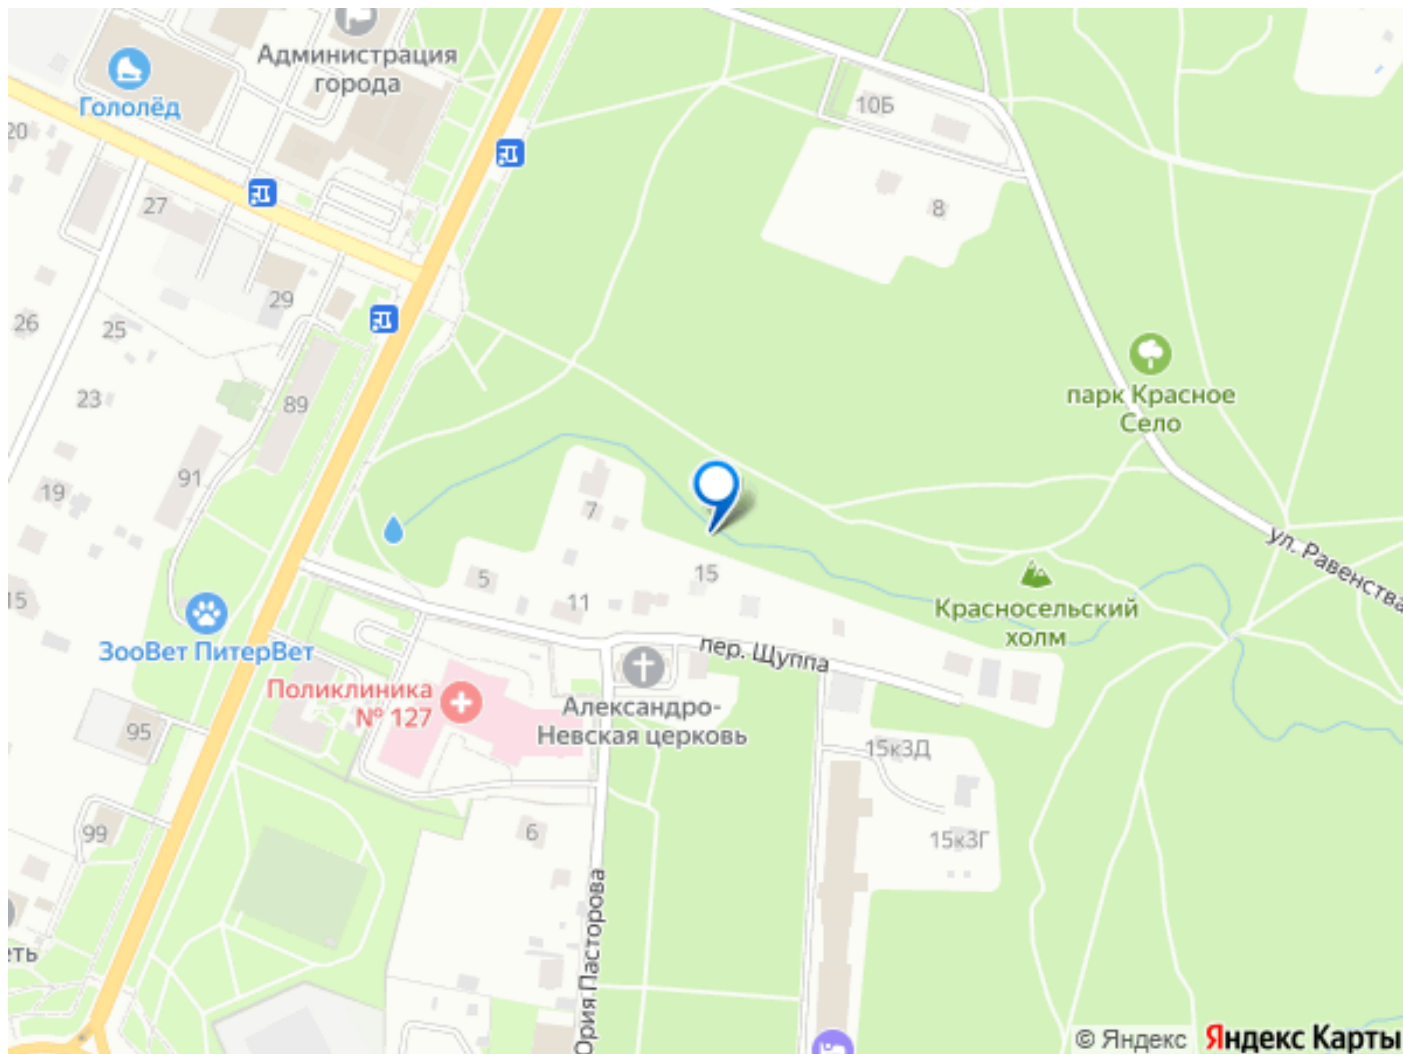 Администрация
города
Гололёд
20
10Б
27
8
29
26
25
парк Красное
Село
23
89
91
19
7
ул. Равенства
15
5
11
15
Красносельский
холм
ЗооВет ПитерВет
пер. Щуппа
Поликлиника
№ 127
Александро-
Невская церковь
95
15к3Д
99
6
15к3Г
еть
Юрия Пасторова
© Яндекс
Яндекс Карты